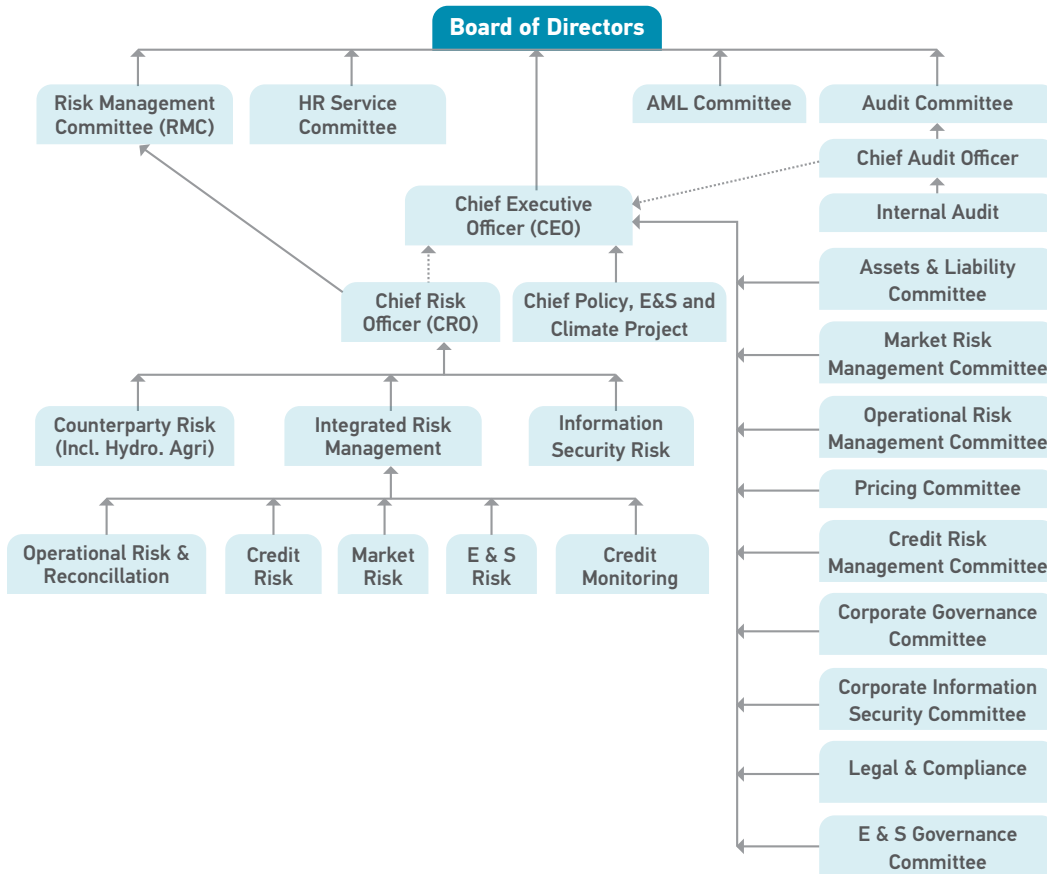 Board of Directors
Risk Management
Committee (RMC)
HR Service
Committee
AML Committee
Audit Committee
Chief Audit Officer
Internal Audit
Chief Executive
Officer (CEO)
Chief Risk
Officer (CRO)
Chief Policy, E&S and
Climate Project
Assets & Liability
Committee
Market Risk
Management Committee
Operational Risk
Management Committee
Pricing Committee
Credit Risk
Management Committee
Corporate Governance
Committee
Corporate Information
Security Committee
Legal & Compliance
E & S Governance
Committee
Counterparty Risk
(Incl. Hydro. Agri)
Integrated Risk
Management
Information
Security Risk
Operational Risk &
Reconcillation
Credit
Risk
Market
Risk
E & S
Risk
Credit
Monitoring